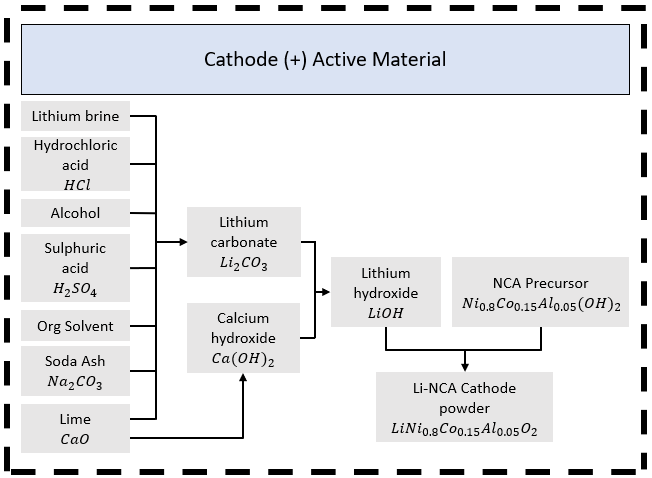 Cathode (+) Active Material
Lithium brine
Hydrochloric
acid
HCl
Alcohol
Sulphuric
acid
H₂SO₄
Org Solvent
Soda Ash
Na₂CO₃
Lime
CaO
Lithium
carbonate
Li₂CO₃
Calcium
hydroxide
Ca(OH)₂
Lithium
hydroxide
LiOH
NCA Precursor
Ni₀.₈Co₀.₁₅Al₀.₀₅(OH)₂
Li-NCA Cathode
powder
LiNi₀.₈Co₀.₁₅Al₀.₀₅O₂